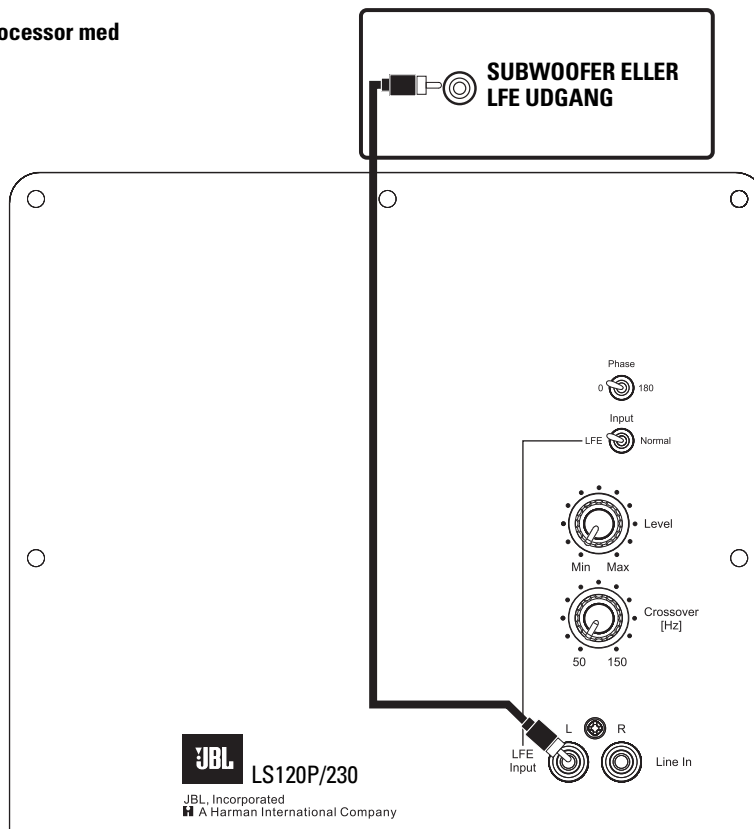 ocessor med
SUBWOOFER ELLER
LFE UDGANG
Phase
0 180
Input
LFE Normal
Level
Min Max
Crossover
[Hz]
50 150
L R
LFE
Input
Line In
JBL LS120P/230
JBL, Incorporated
H A Harman International Company